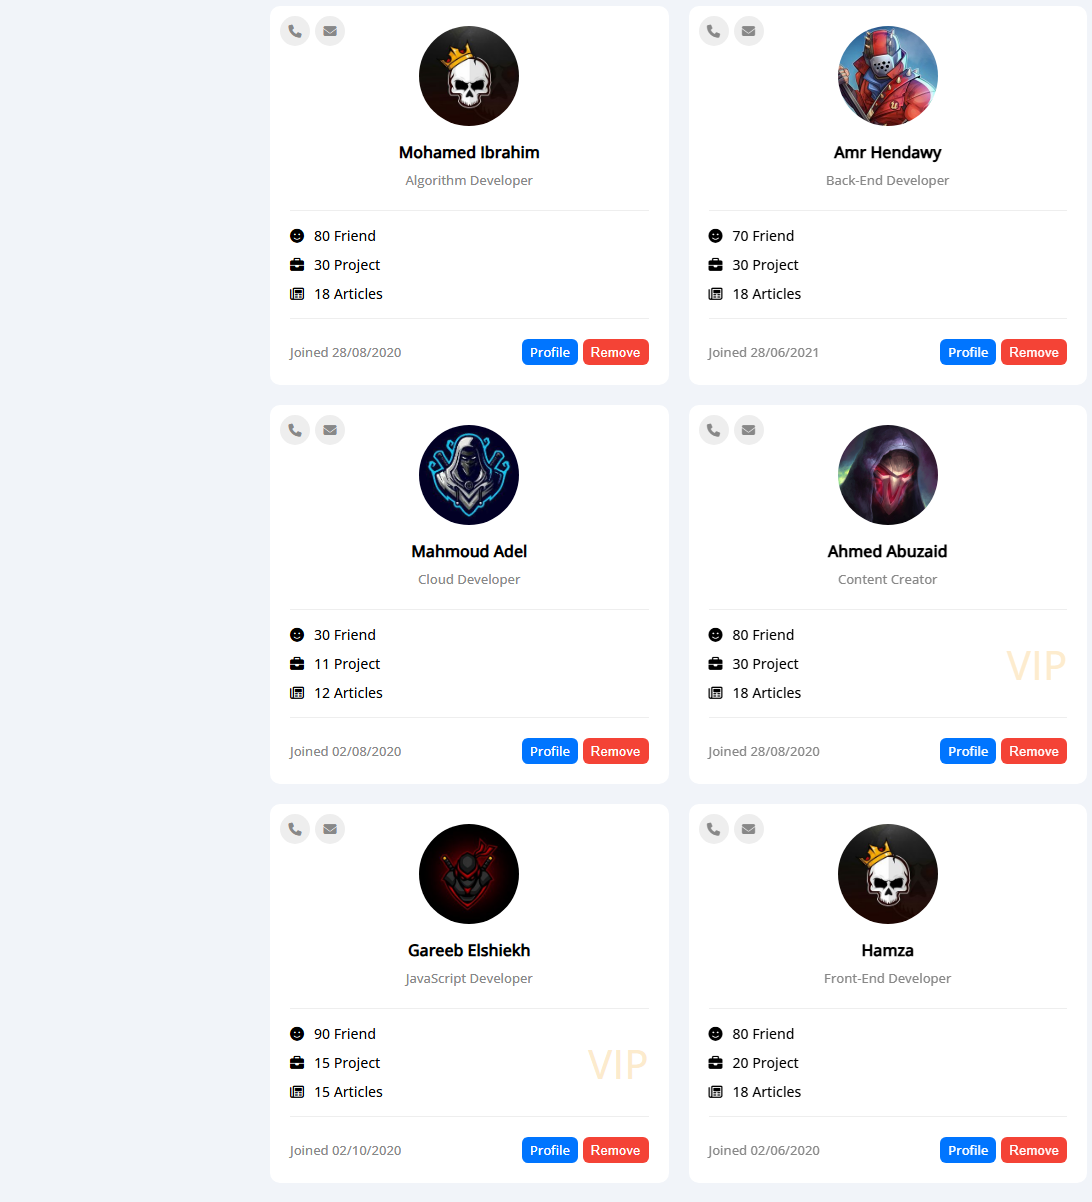 Mohamed Ibrahim
Algorithm Developer
80 Friend
30 Project
18 Articles
Joined 28/08/2020
Profile
Remove
Amr Hendawy
Back-End Developer
70 Friend
30 Project
18 Articles
Joined 28/06/2021
Profile
Remove
Mahmoud Adel
Cloud Developer
30 Friend
11 Project
12 Articles
Joined 02/08/2020
Profile
Remove
Ahmed Abuzaid
Content Creator
80 Friend
30 Project
18 Articles
VIP
Joined 28/08/2020
Profile
Remove
Gareeb Elshiekh
JavaScript Developer
90 Friend
15 Project
15 Articles
VIP
Joined 02/10/2020
Profile
Remove
Hamza
Front-End Developer
80 Friend
20 Project
18 Articles
Joined 02/06/2020
Profile
Remove